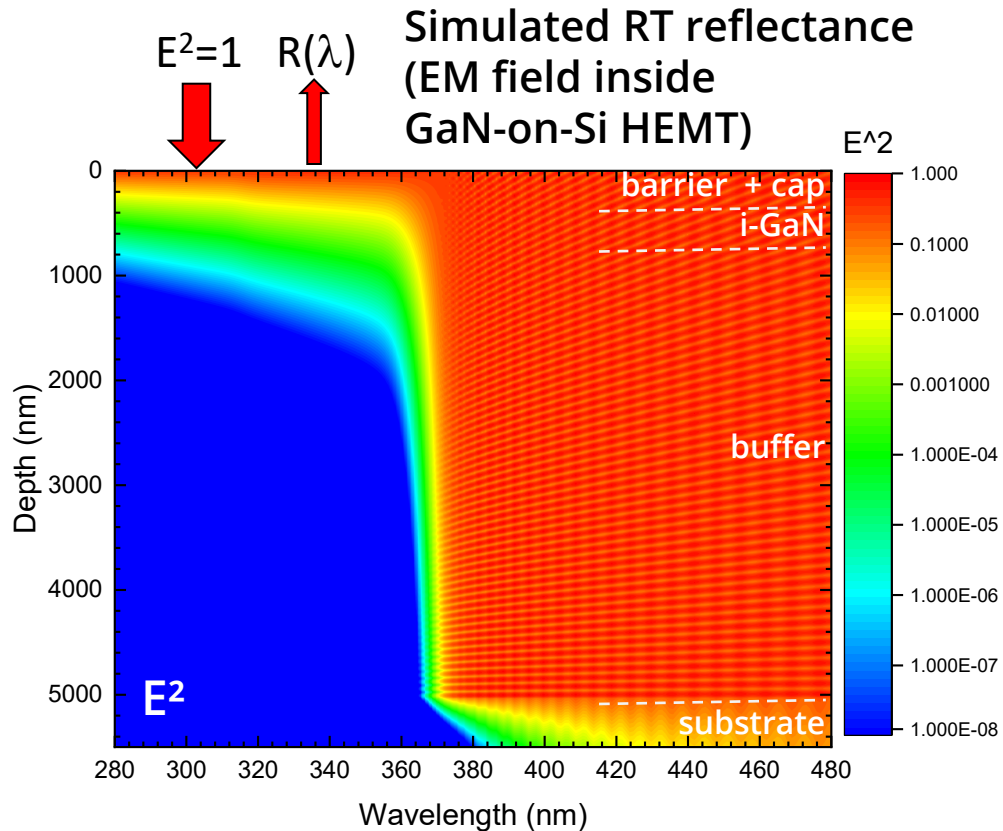 Simulated RT reflectance
(EM field inside
GaN-on-Si HEMT)
E²=1 R(λ)
E^2
0
1000
2000
3000
4000
5000
Depth (nm)
barrier + cap
i-GaN
buffer
substrate
E²
280 300 320 340 360 380 400 420 440 460 480
Wavelength (nm)
1.000
0.1000
0.01000
0.001000
1.000E-04
1.000E-05
1.000E-06
1.000E-07
1.000E-08